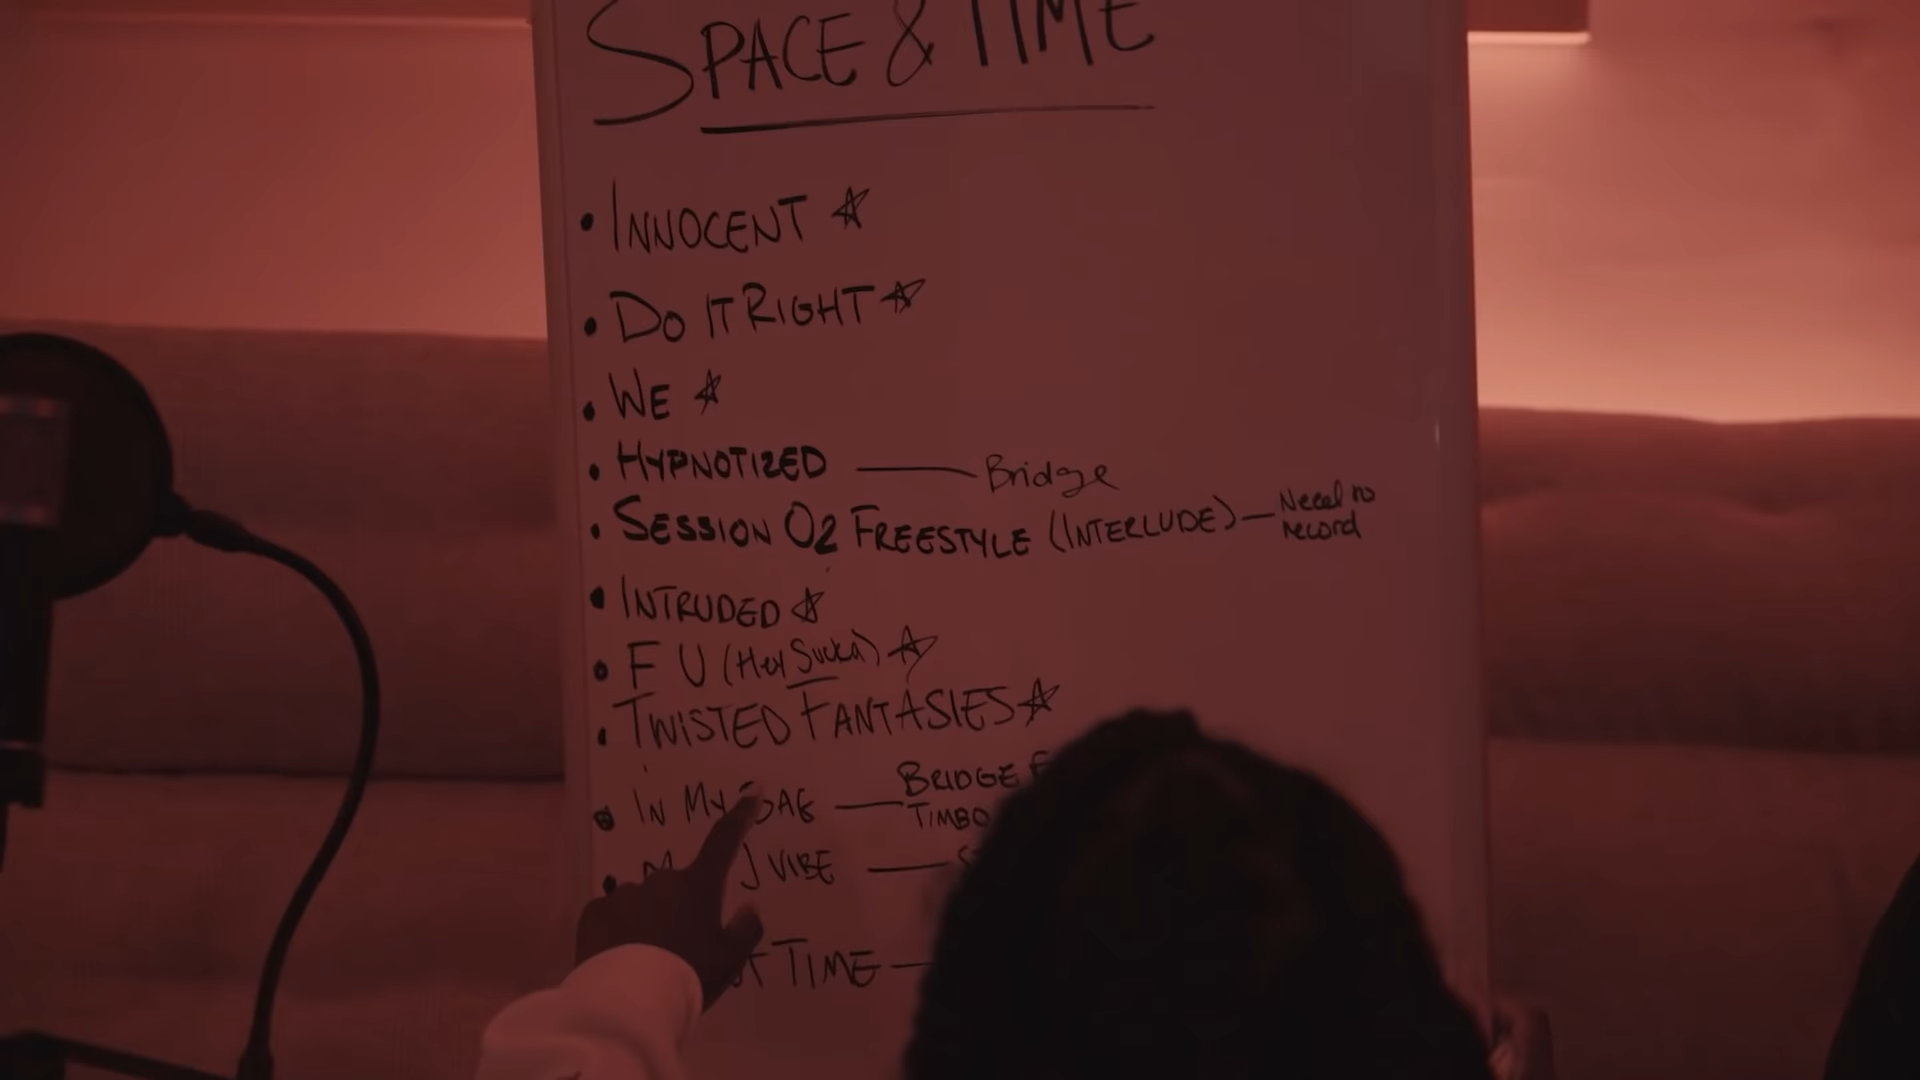 SPACE & TIME
• INNOCENT ☆
• DO IT RIGHT ☆
• WE ☆
• HYPNOTIZED — Bridge
• SESSION 02 FREESTYLE (INTERLUDE) — Need to record
• INTRUDED ☆
• F U (Hey Sucka) ☆
• TWISTED FANTASIES ☆
• IN MY — BRIDGE
TIMBO
• VIBE —
TIME —